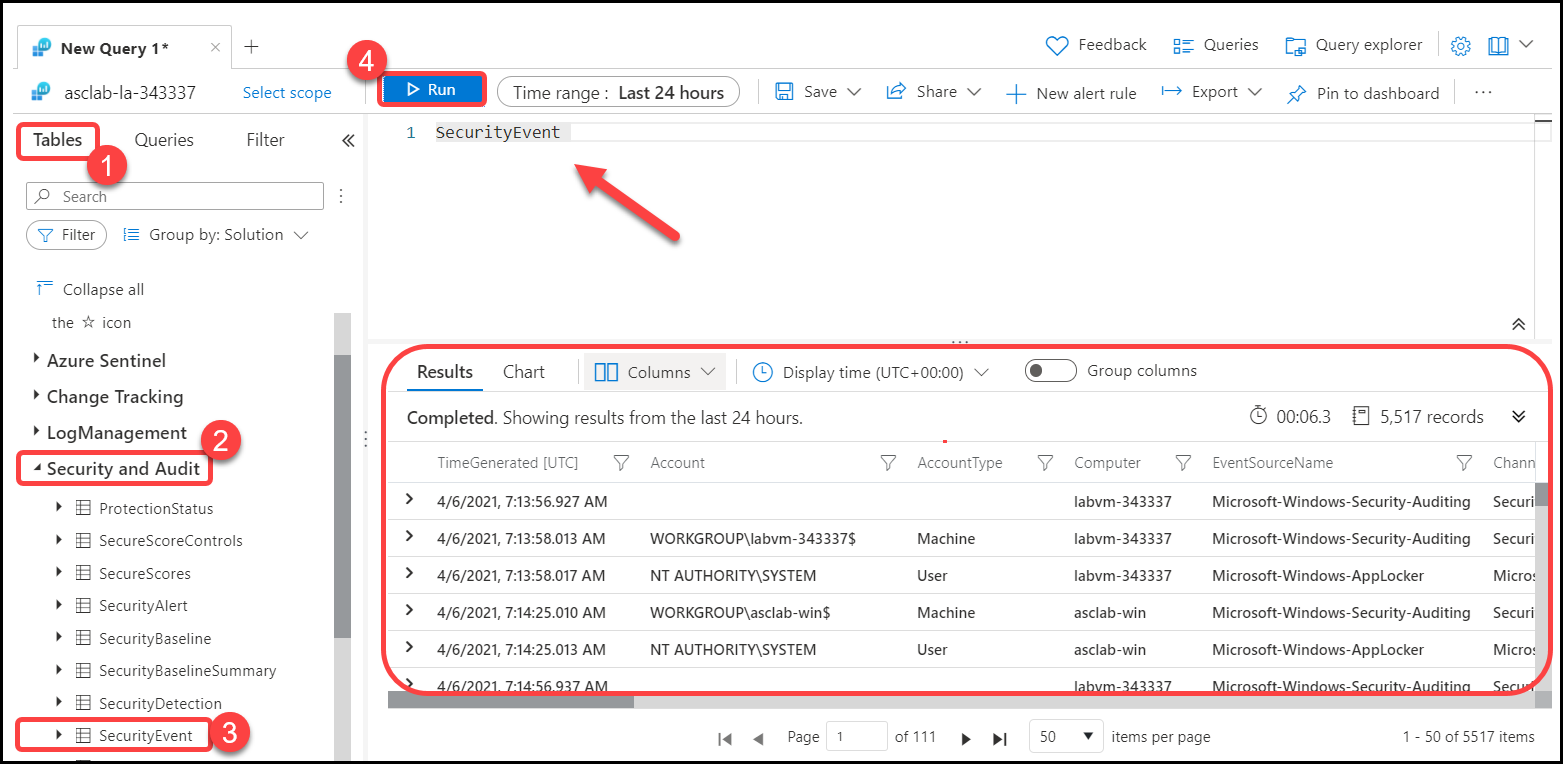 New Query 1*
Feedback Queries Query explorer
asclab-la-343337 Select scope
4
Run Time range : Last 24 hours Save Share New alert rule Export Pin to dashboard ...
Tables Queries Filter
1
Search
Filter Group by: Solution
Collapse all
the ☆ icon
Azure Sentinel
Change Tracking
LogManagement
2
Security and Audit
ProtectionStatus
SecureScoreControls
SecureScores
SecurityAlert
SecurityBaseline
SecurityBaselineSummary
SecurityDetection
SecurityEvent
3
1 SecurityEvent
Results Chart Columns Display time (UTC+00:00) Group columns
Completed. Showing results from the last 24 hours. 00:06.3 5,517 records
TimeGenerated [UTC] Account AccountType Computer EventSourceName Chann
4/6/2021, 7:13:56.927 AM labvm-343337 Microsoft-Windows-Security-Auditing Securi
4/6/2021, 7:13:58.013 AM WORKGROUP\labvm-343337$ Machine labvm-343337 Microsoft-Windows-Security-Auditing Securi
4/6/2021, 7:13:58.017 AM NT AUTHORITY\SYSTEM User labvm-343337 Microsoft-Windows-AppLocker Micros
4/6/2021, 7:14:25.010 AM WORKGROUP\asclab-win$ Machine asclab-win Microsoft-Windows-Security-Auditing Securi
4/6/2021, 7:14:25.013 AM NT AUTHORITY\SYSTEM User asclab-win Microsoft-Windows-AppLocker Micros
4/6/2021, 7:14:56.937 AM labvm-343337 Microsoft-Windows-Security-Auditing Securi
Page 1 of 111 50 items per page 1 - 50 of 5517 items